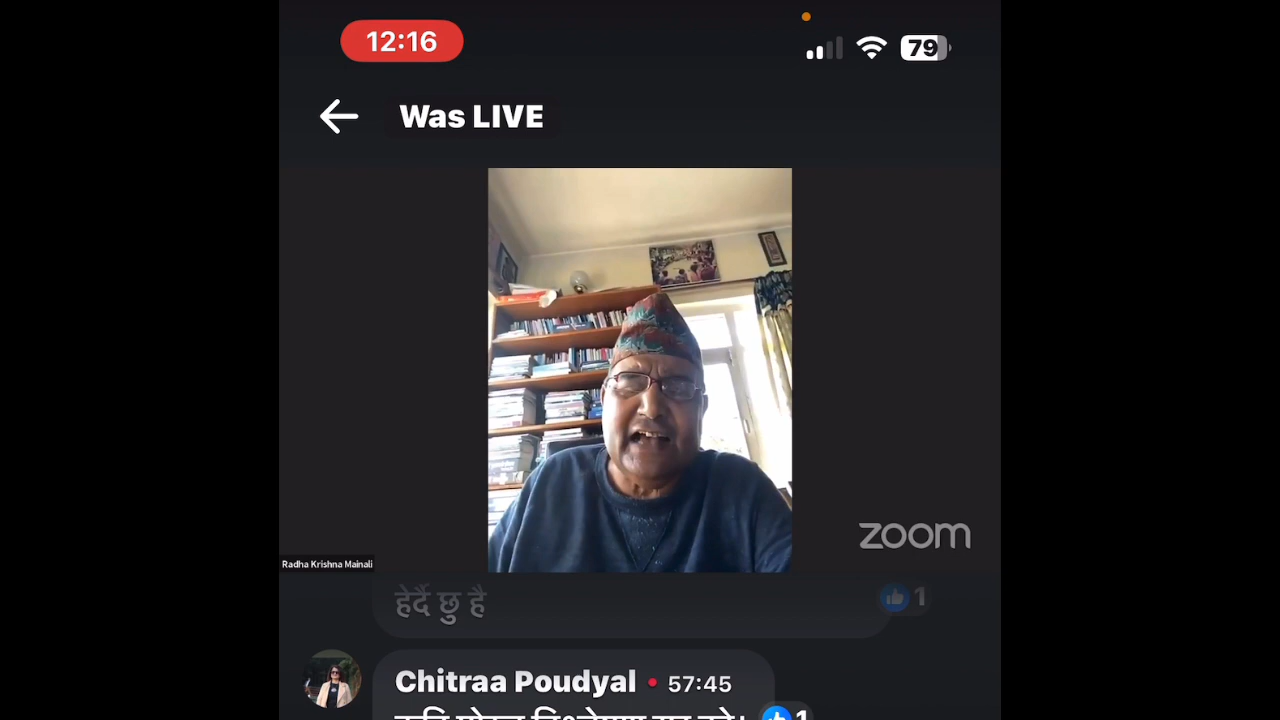 12:16
79
Was LIVE
zoom
Radha Krishna Mainali
हेर्दै छु है
1
Chitraa Poudyal • 57:45
1